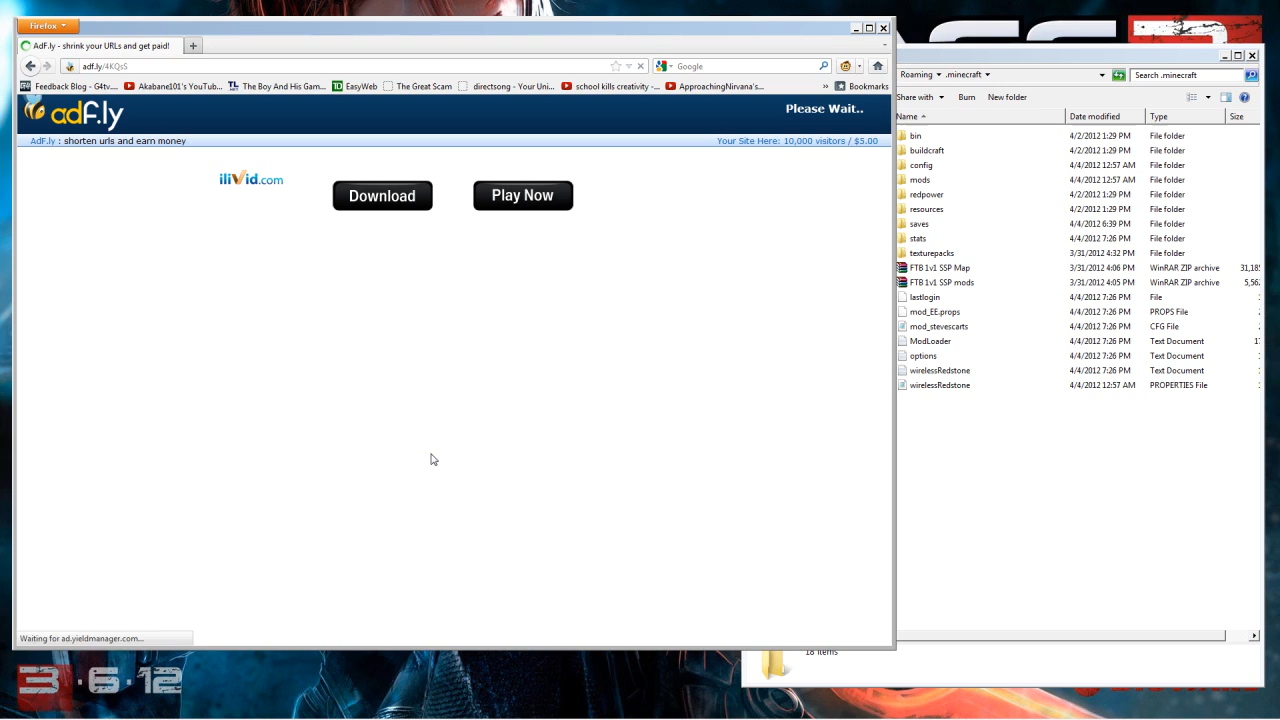 Firefox
AdF.ly - shrink your URLs and get paid!
adf.ly/4KQsS
Google
Feedback Blog - G4tv.... Akabane101's YouTub... The Boy And His Gam... EasyWeb The Great Scam directsong - Your Uni... school kills creativity -... ApproachingNirvana's... » Bookmarks
adf.ly
Please Wait..
AdF.ly : shorten urls and earn money
Your Site Here: 10,000 visitors / $5.00
iliVid.com
Download
Play Now
Waiting for ad.yieldmanager.com...
Roaming .minecraft
Search .minecraft
Share with Burn New folder
Name Date modified Type Size
bin 4/2/2012 1:29 PM File folder
buildcraft 4/2/2012 1:29 PM File folder
config 4/4/2012 12:57 AM File folder
mods 4/4/2012 12:57 AM File folder
redpower 4/2/2012 1:29 PM File folder
resources 4/2/2012 1:29 PM File folder
saves 4/4/2012 6:39 PM File folder
stats 4/4/2012 7:26 PM File folder
texturepacks 3/31/2012 4:32 PM File folder
FTB 1v1 SSP Map 3/31/2012 4:06 PM WinRAR ZIP archive 31,18
FTB 1v1 SSP mods 3/31/2012 4:05 PM WinRAR ZIP archive 5,56
lastlogin 4/4/2012 7:26 PM File
mod_EE.props 4/4/2012 7:26 PM PROPS File
mod_stevescarts 4/4/2012 7:26 PM CFG File
ModLoader 4/4/2012 7:26 PM Text Document
options 4/4/2012 7:26 PM Text Document
wirelessRedstone 4/4/2012 7:26 PM Text Document
wirelessRedstone 4/4/2012 12:57 AM PROPERTIES File
18 items
3·6·12